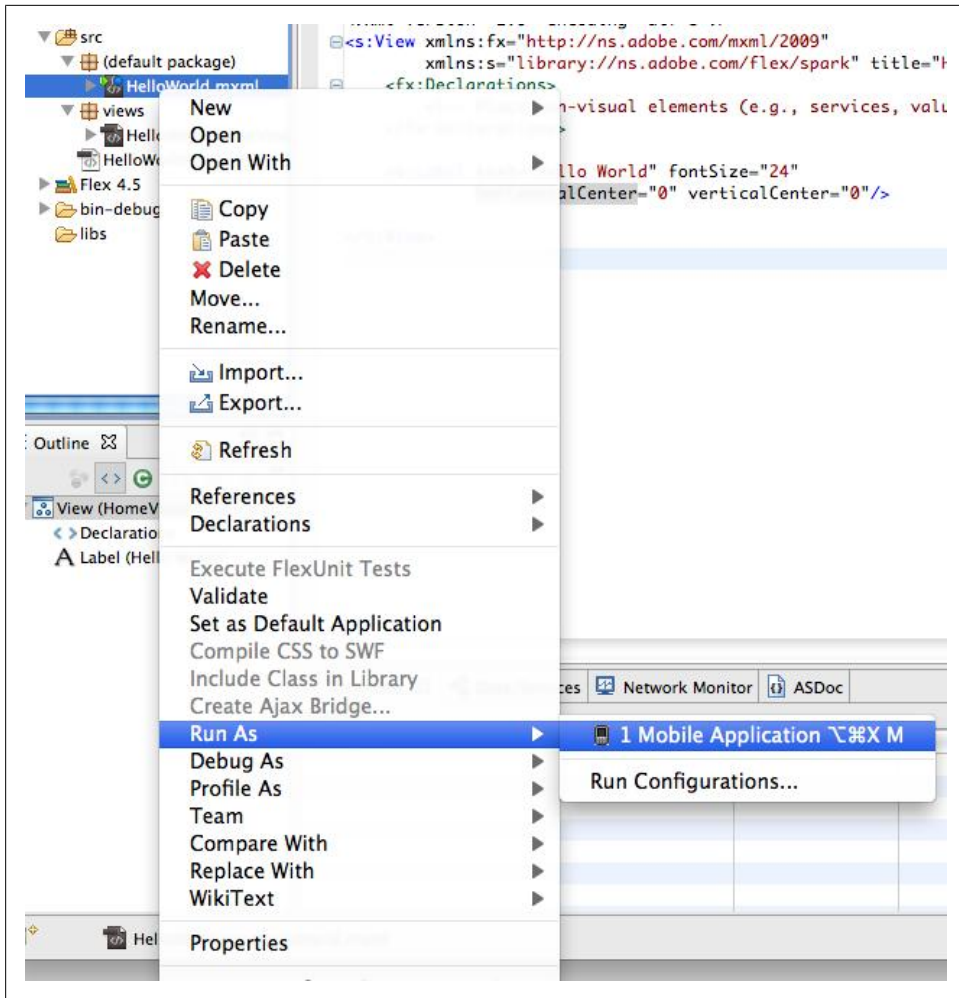 src
(default package)
HelloWorld.mxml
views
Hell
HelloWo
Flex 4.5
bin-debug
libs
<s:View xmlns:fx="http://ns.adobe.com/mxml/2009"
xmlns:s="library://ns.adobe.com/flex/spark" title="H
<fx:Declarations>
n-visual elements (e.g., services, valu
>
llo World" fontSize="24"
alCenter="0" verticalCenter="0"/>
New
Open
Open With
Copy
Paste
Delete
Move...
Rename...
Import...
Export...
Refresh
References
Declarations
Execute FlexUnit Tests
Validate
Set as Default Application
Compile CSS to SWF
Include Class in Library
Create Ajax Bridge...
Run As
Debug As
Profile As
Team
Compare With
Replace With
WikiText
Properties
1 Mobile Application ⌥⌘X M
Run Configurations...
Outline
View (HomeV
Declaratio
Label (Hell
ces
Network Monitor
ASDoc
Hel